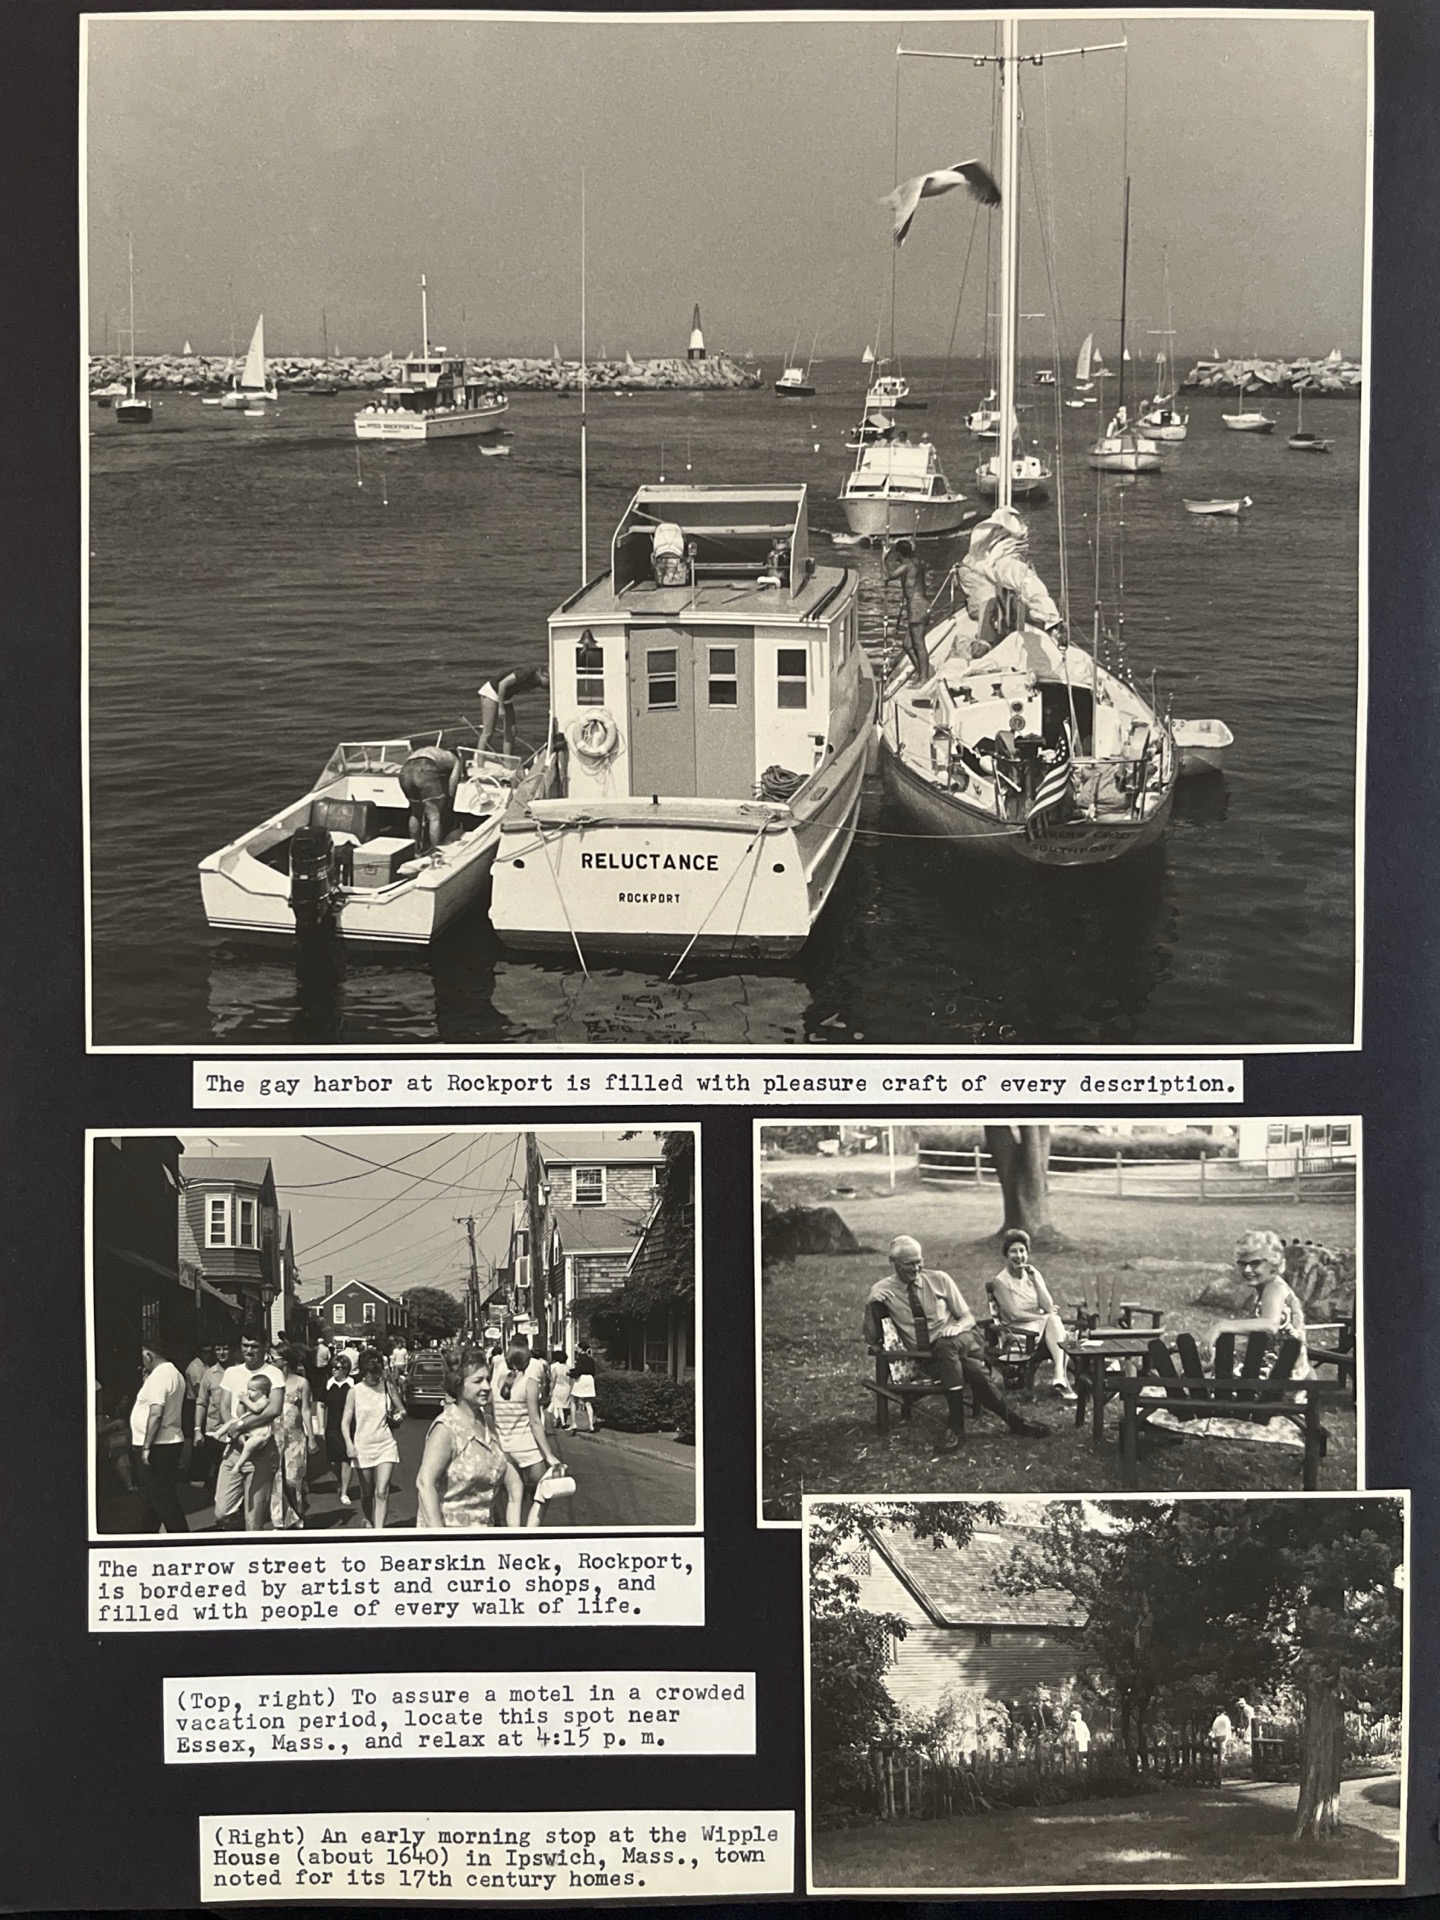 MISS ROCKPORT
RELUCTANCE
ROCKPORT
SOUTHPORT
The gay harbor at Rockport is filled with pleasure craft of every description.
The narrow street to Bearskin Neck, Rockport,
is bordered by artist and curio shops, and
filled with people of every walk of life.
(Top, right) To assure a motel in a crowded
vacation period, locate this spot near
Essex, Mass., and relax at 4:15 p. m.
(Right) An early morning stop at the Wipple
House (about 1640) in Ipswich, Mass., town
noted for its 17th century homes.